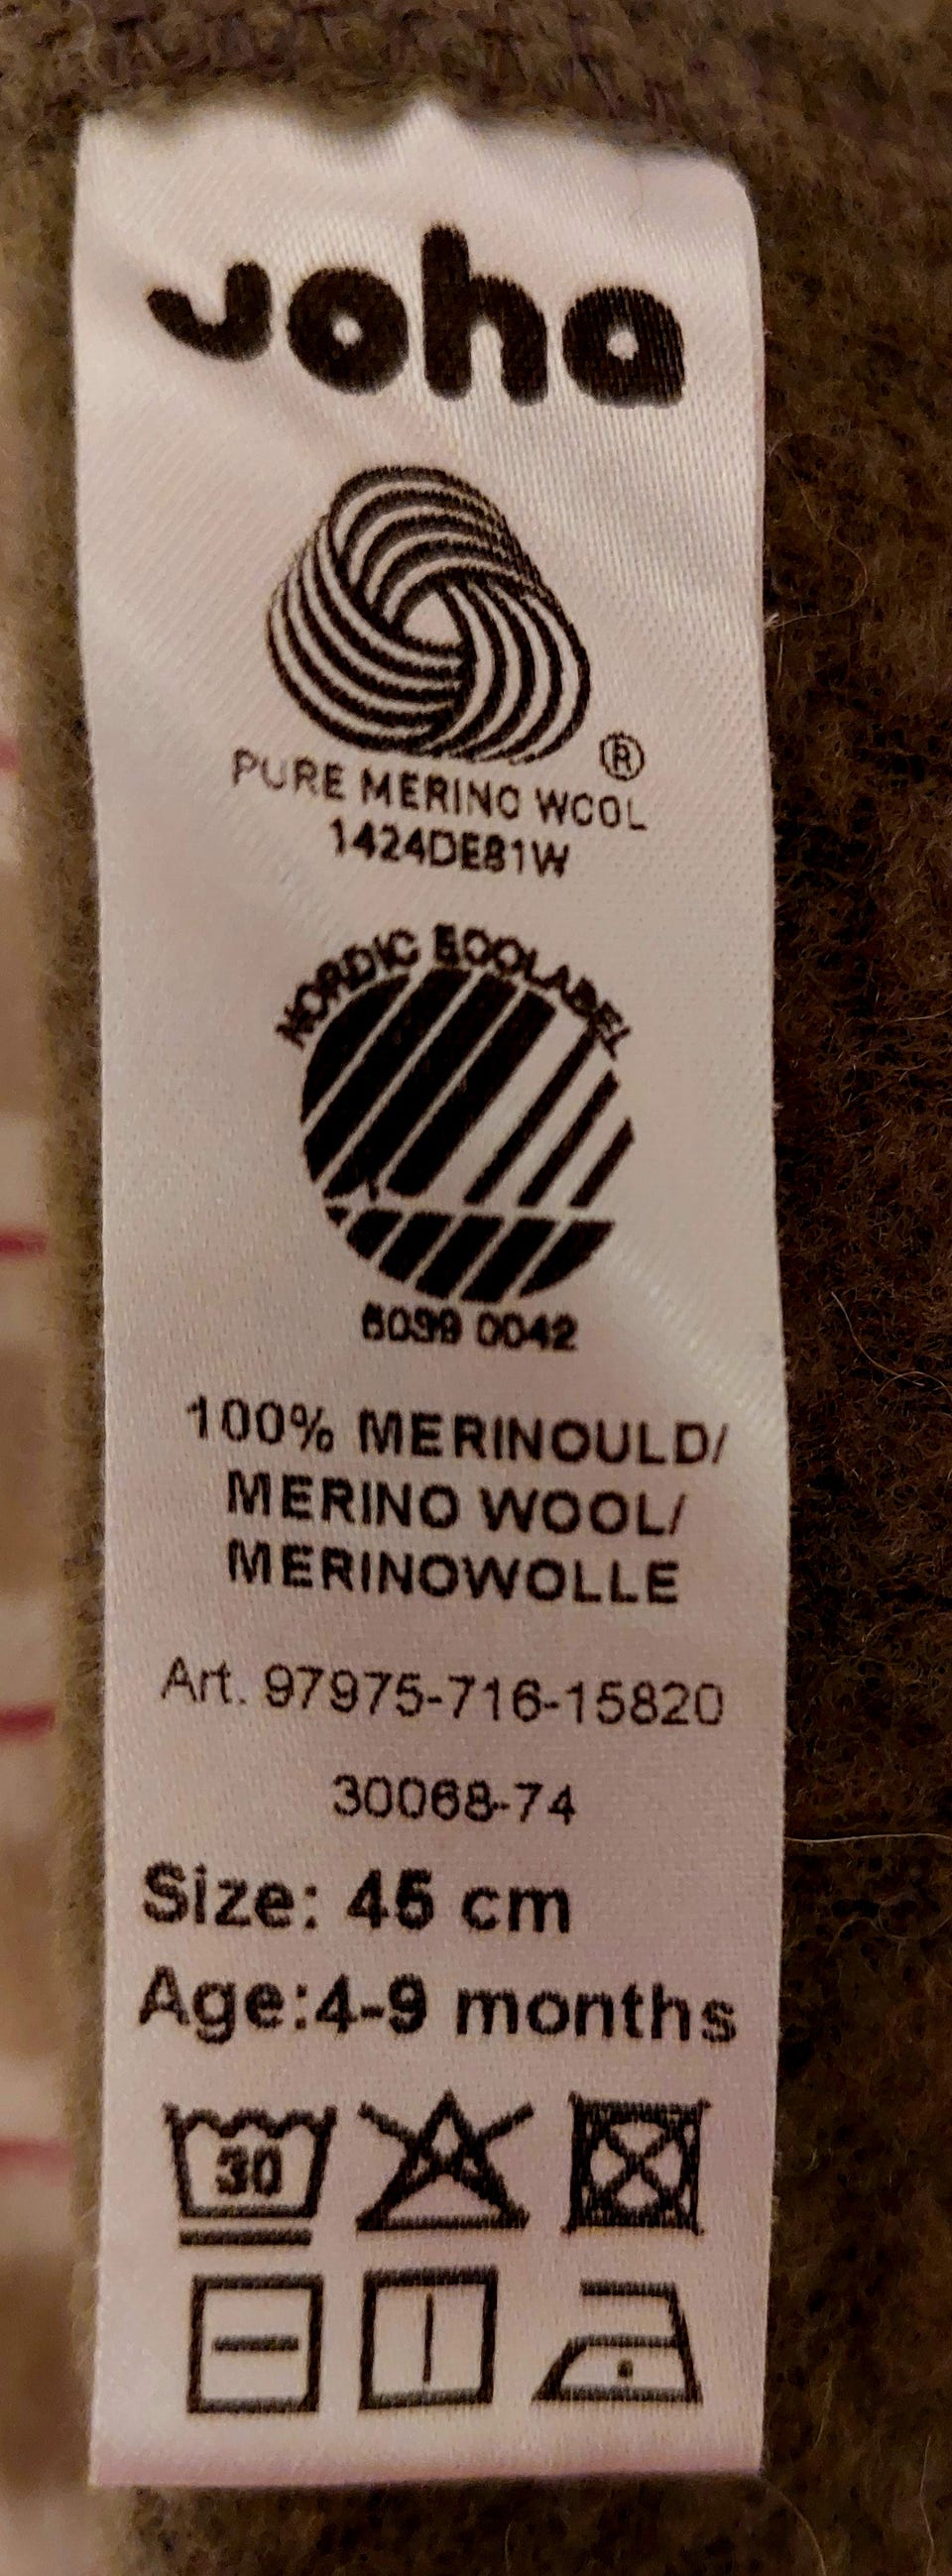 Joha
®
PURE MERINO WOOL
1424DE81W
NORDIC ECOLABEL
6039 0042
100% MERINOULD/
MERINO WOOL/
MERINOWOLLE
Art. 97975-716-15820
30068-74
Size: 45 cm
Age:4-9 months
30